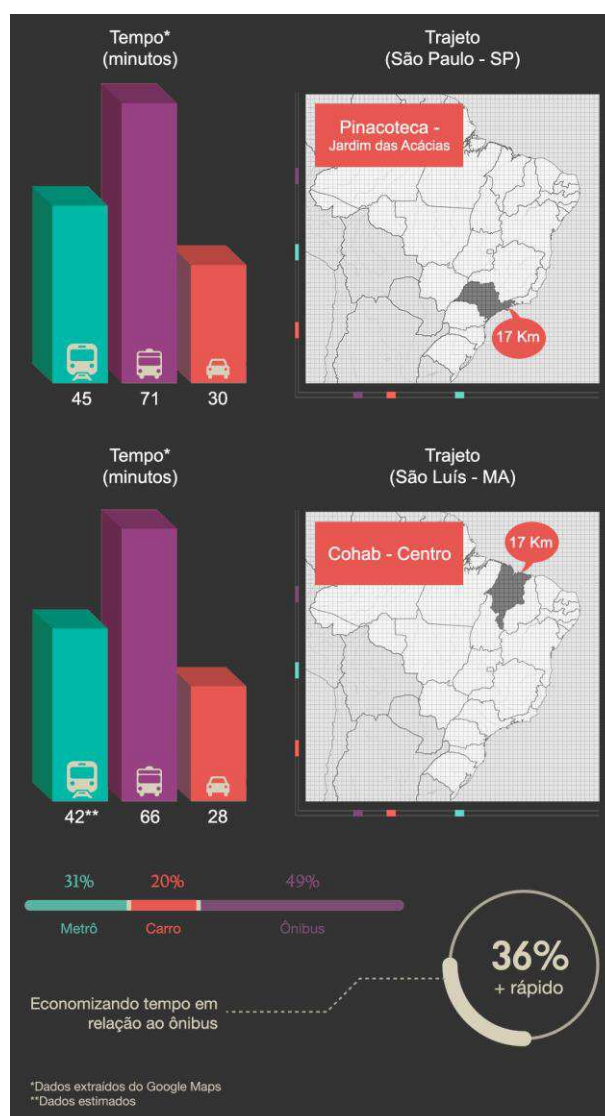 Tempo*
(minutos)
Trajeto
(São Paulo - SP)
Pinacoteca -
Jardim das Acácias
17 Km
45
71
30
Tempo*
(minutos)
Trajeto
(São Luís - MA)
Cohab - Centro
17 Km
42**
66
28
31%
20%
49%
Metrô
Carro
Ônibus
36%
+ rápido
Economizando tempo em
relação ao ônibus
*Dados extraídos do Google Maps
**Dados estimados